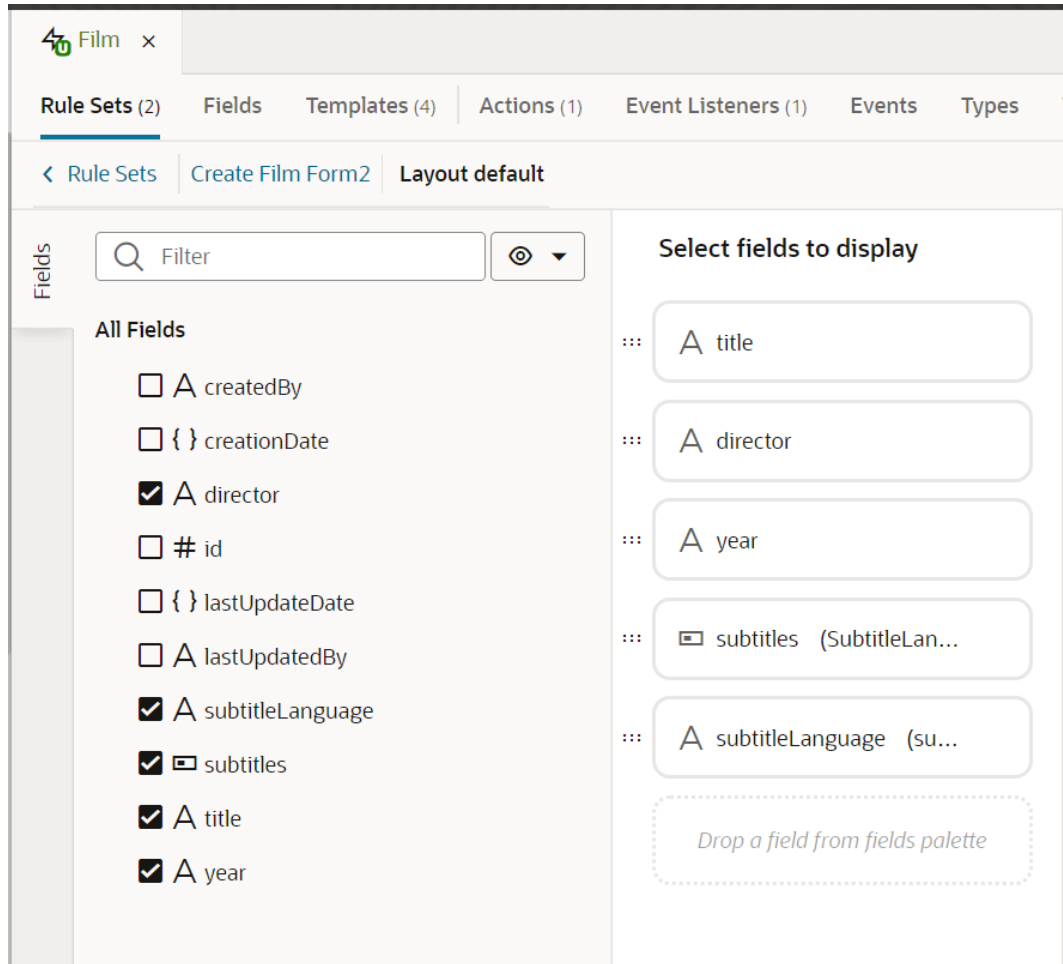 Film ×
Rule Sets (2) Fields Templates (4) Actions (1) Event Listeners (1) Events Types
Rule Sets Create Film Form2 Layout default
Fields
Filter
All Fields
createdBy
{ } creationDate
director
# id
{ } lastUpdateDate
lastUpdatedBy
subtitleLanguage
subtitles
title
year
Select fields to display
title
director
year
subtitles (SubtitleLan...
subtitleLanguage (su...
Drop a field from fields palette